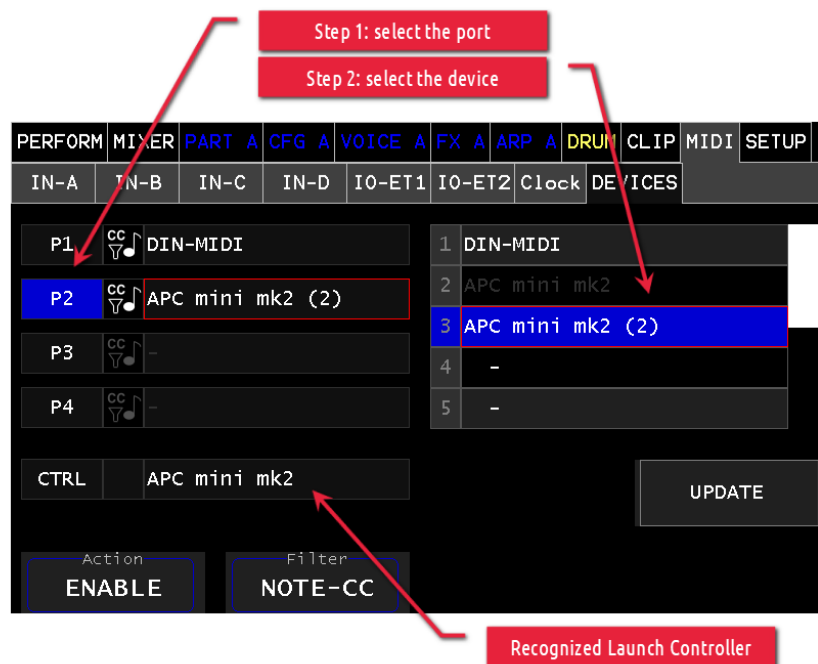 Step 1: select the port
Step 2: select the device
PERFORM MIXER PART A CFG A VOICE A FX A ARP A DRUM CLIP MIDI SETUP
IN-A IN-B IN-C IN-D IO-ET1 IO-ET2 Clock DEVICES
P1 CC DIN-MIDI 1 DIN-MIDI
2 APC mini mk2
P2 CC APC mini mk2 (2)
3 APC mini mk2 (2)
P3 CC -
4 -
P4 CC - 5 -
CTRL APC mini mk2
UPDATE
Action Filter
ENABLE NOTE-CC
Recognized Launch Controller